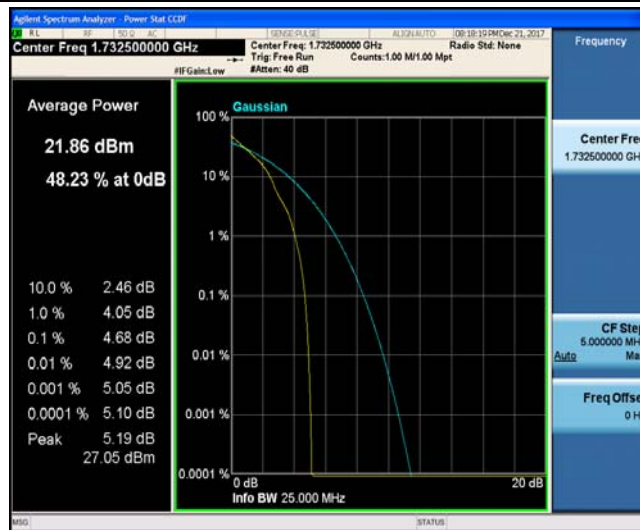 Agilent Spectrum Analyzer - Power Stat CCDF
RL RF 50 Ω AC SENSE:PULSE ALIGN AUTO 08:18:19 PM Dec 21, 2017
Center Freq 1.732500000 GHz
Center Freq: 1.732500000 GHz Radio Std: None
Trig: Free Run Counts:1.00 M/1.00 Mpt
#IFGain:Low #Atten: 40 dB
Frequency
Average Power
21.86 dBm
48.23 % at 0dB
10.0 % 2.46 dB
1.0 % 4.05 dB
0.1 % 4.68 dB
0.01 % 4.92 dB
0.001 % 5.05 dB
0.0001 % 5.10 dB
Peak 5.19 dB
27.05 dBm
Gaussian
100 %
10 %
1 %
0.1 %
0.01 %
0.001 %
0.0001 %
0 dB 20 dB
Info BW 25.000 MHz
Center Fre
1.732500000 GH
CF Step
5.000000 MH
Auto Ma
Freq Offse
0 H
MSG STATUS